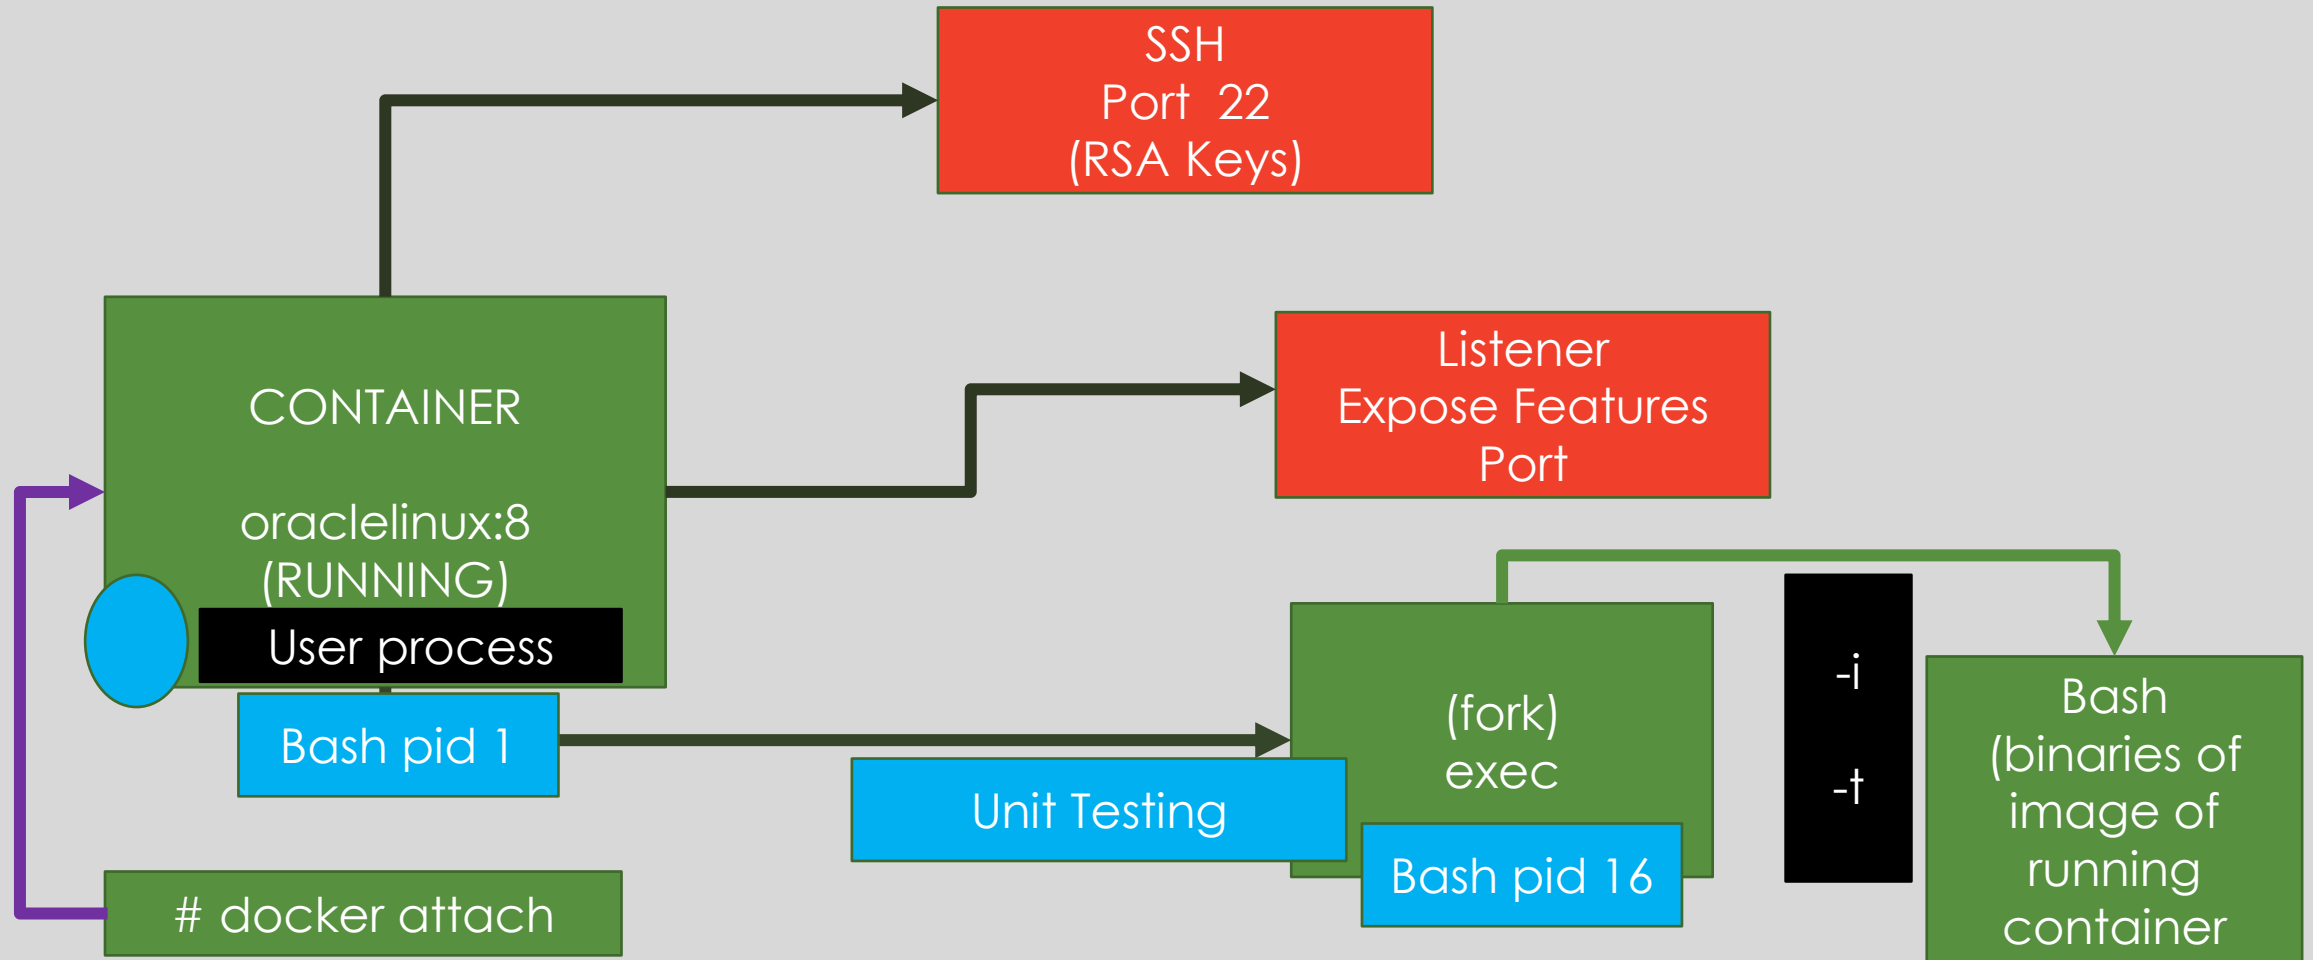 SSH
Port 22
(RSA Keys)
CONTAINER
oraclelinux:8
(RUNNING)
User process
Bash pid 1
# docker attach
Listener
Expose Features
Port
(fork)
exec
Unit Testing
Bash pid 16
-i
-t
Bash
(binaries of
image of
running
container